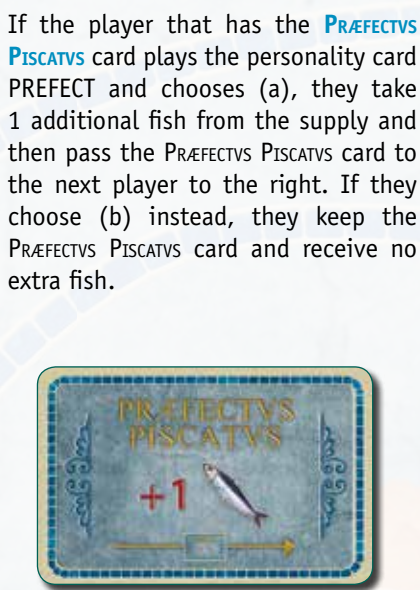 If the player that has the PRÆFECTVS
PISCATVS card plays the personality card
PREFECT and chooses (a), they take
1 additional fish from the supply and
then pass the PRÆFECTVS PISCATVS card to
the next player to the right. If they
choose (b) instead, they keep the
PRÆFECTVS PISCATVS card and receive no
extra fish.
PRÆFECTVS
PISCATVS
+1